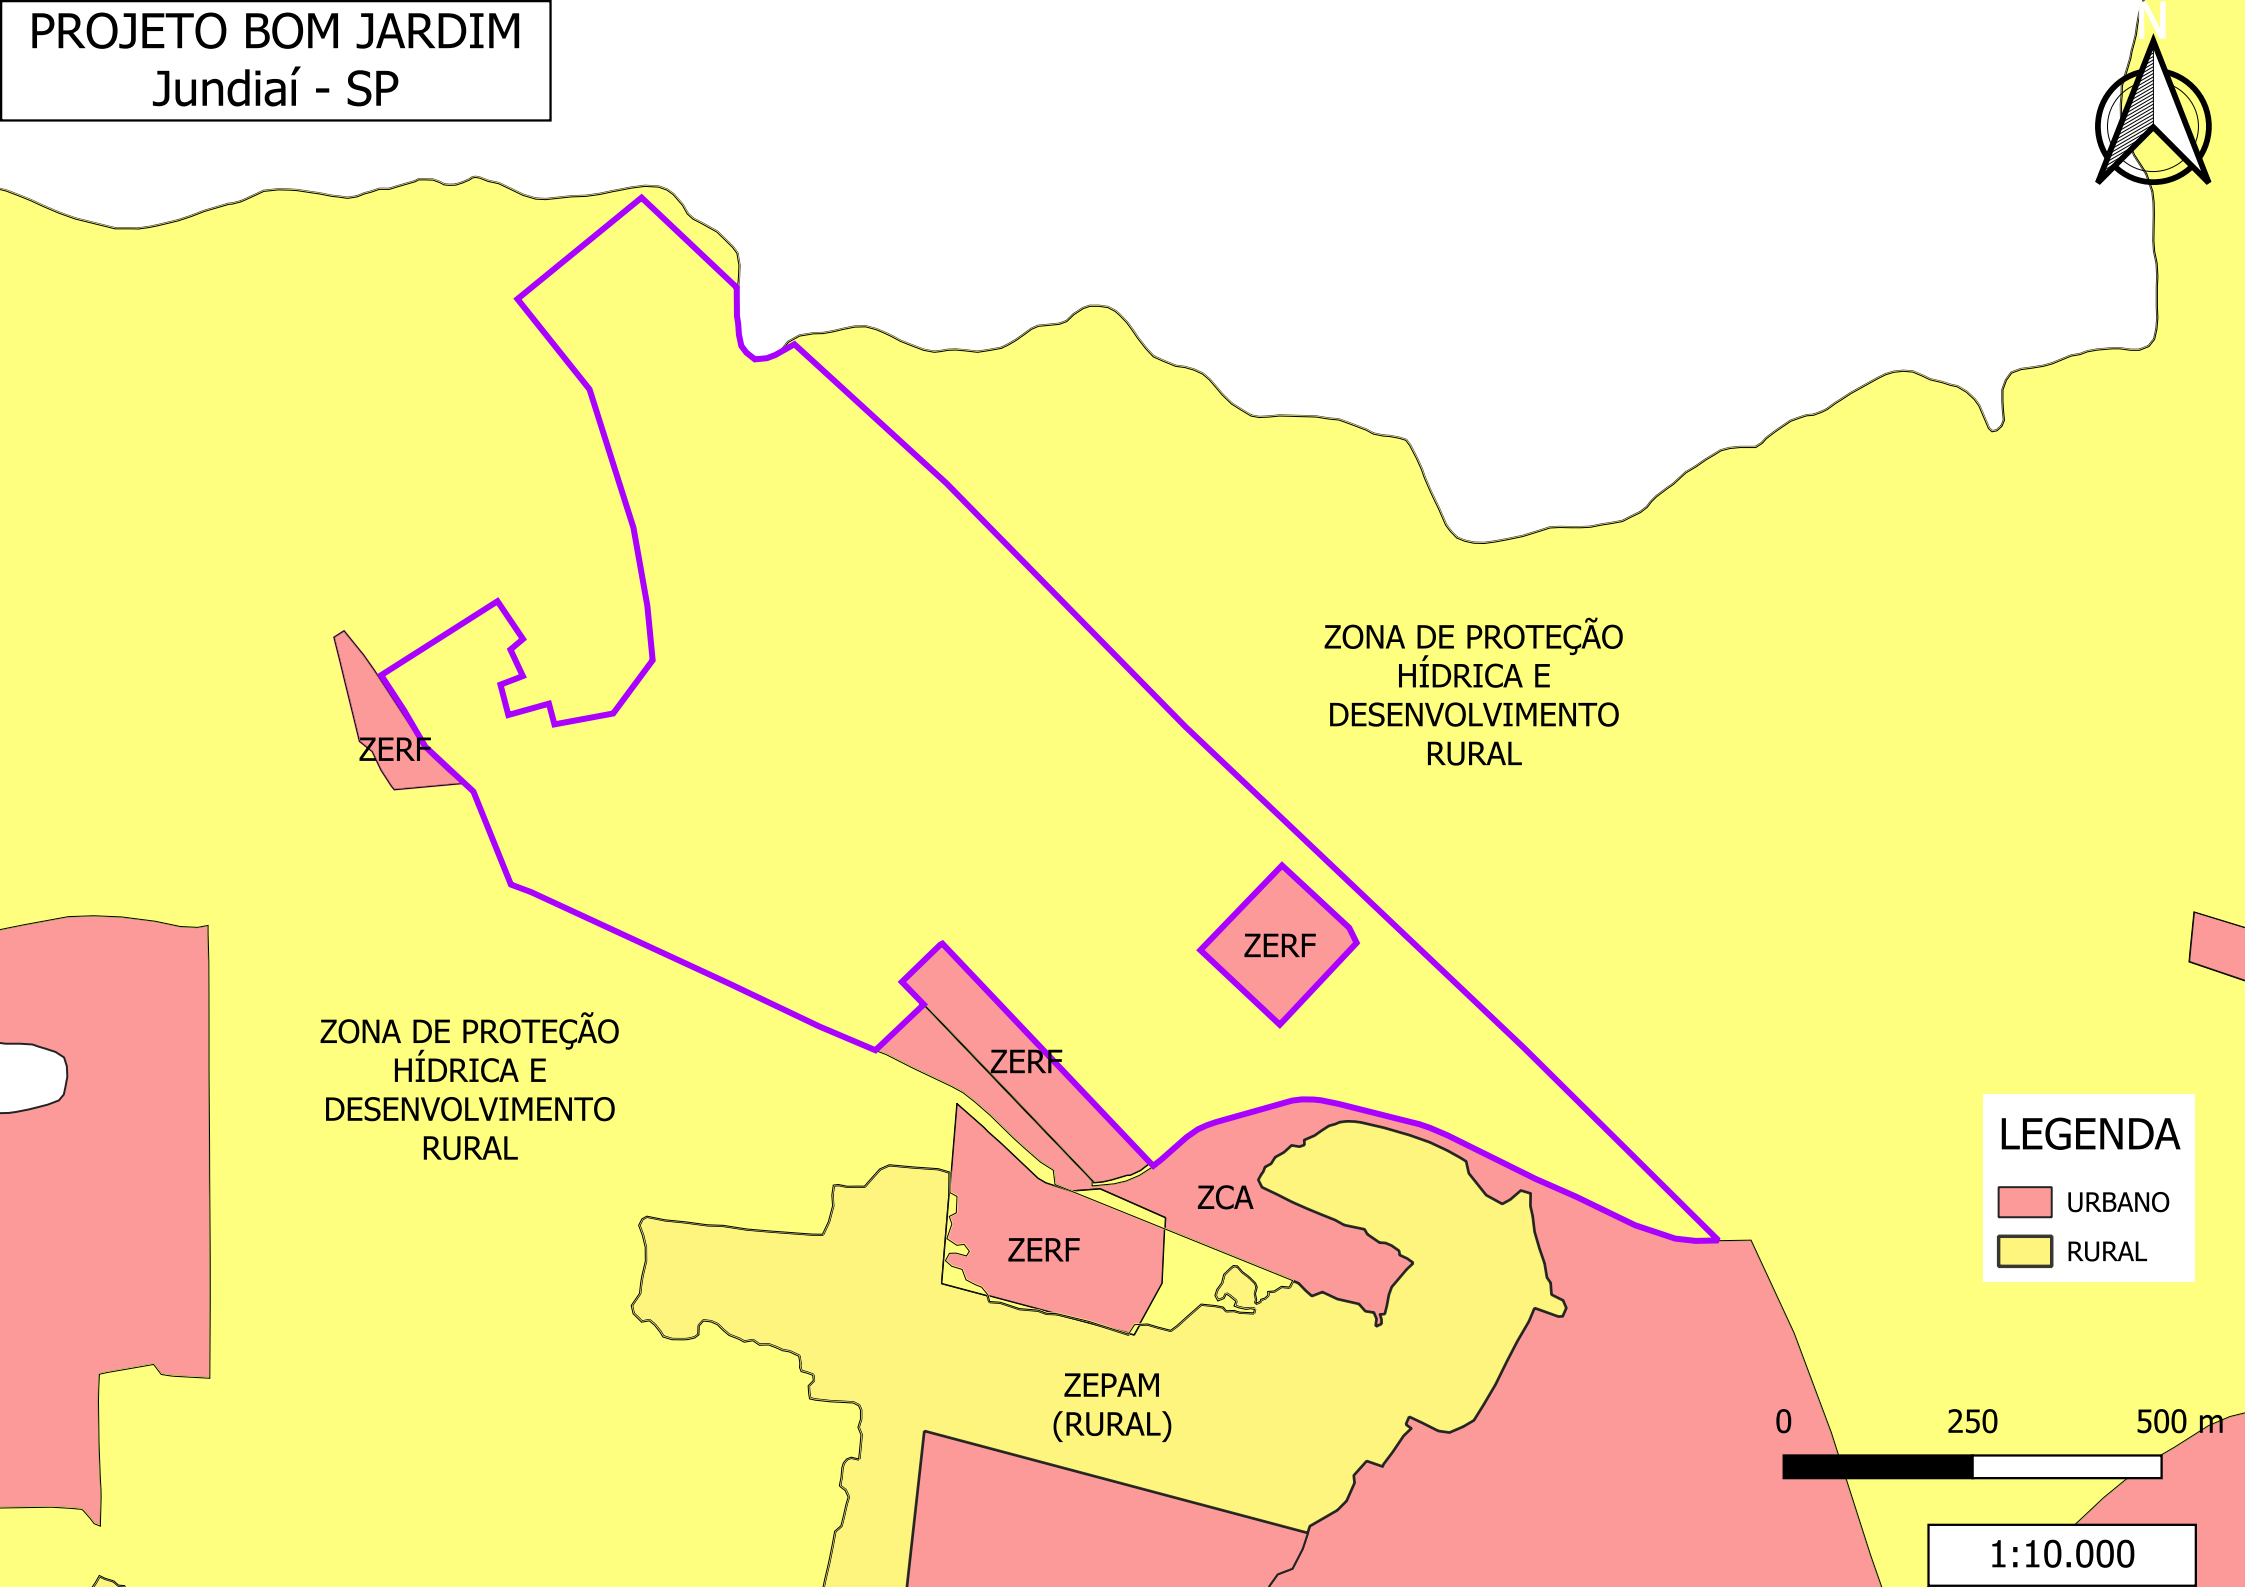 PROJETO BOM JARDIM
Jundiaí - SP
N
ZONA DE PROTEÇÃO
HÍDRICA E
DESENVOLVIMENTO
RURAL
ZERF
ZERF
ZERF
ZONA DE PROTEÇÃO
HÍDRICA E
DESENVOLVIMENTO
RURAL
ZCA
ZERF
ZEPAM
(RURAL)
LEGENDA
URBANO
RURAL
0 250 500 m
1:10.000